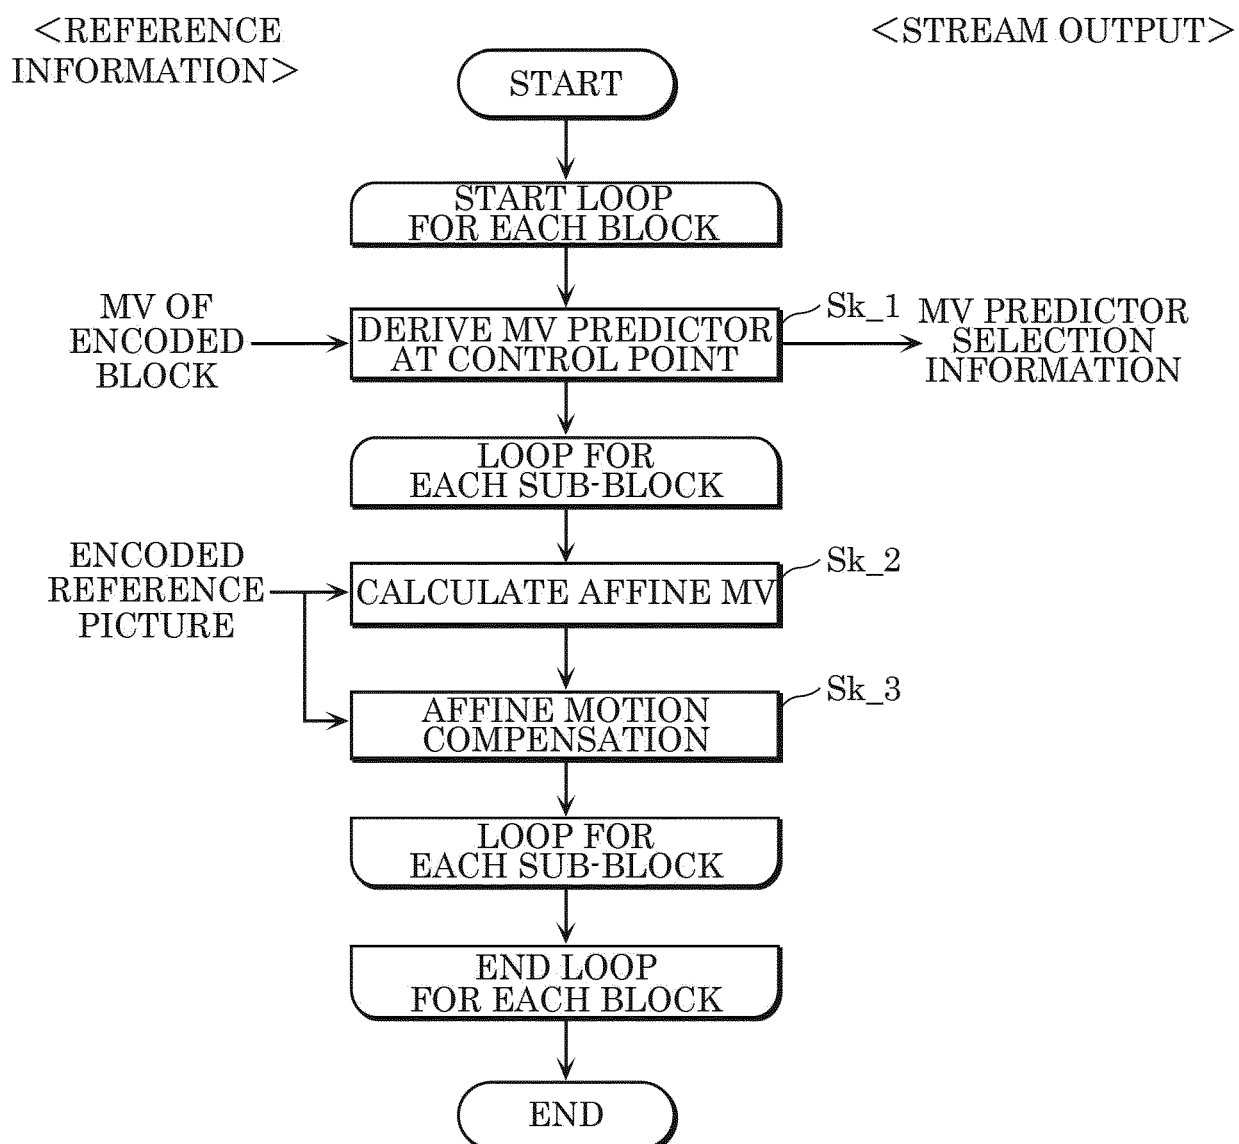 <REFERENCE
INFORMATION>
<STREAM OUTPUT>
START
START LOOP
FOR EACH BLOCK
MV OF
ENCODED
BLOCK
DERIVE MV PREDICTOR
AT CONTROL POINT
Sk_1
MV PREDICTOR
SELECTION
INFORMATION
LOOP FOR
EACH SUB-BLOCK
ENCODED
REFERENCE
PICTURE
CALCULATE AFFINE MV
Sk_2
AFFINE MOTION
COMPENSATION
Sk_3
LOOP FOR
EACH SUB-BLOCK
END LOOP
FOR EACH BLOCK
END